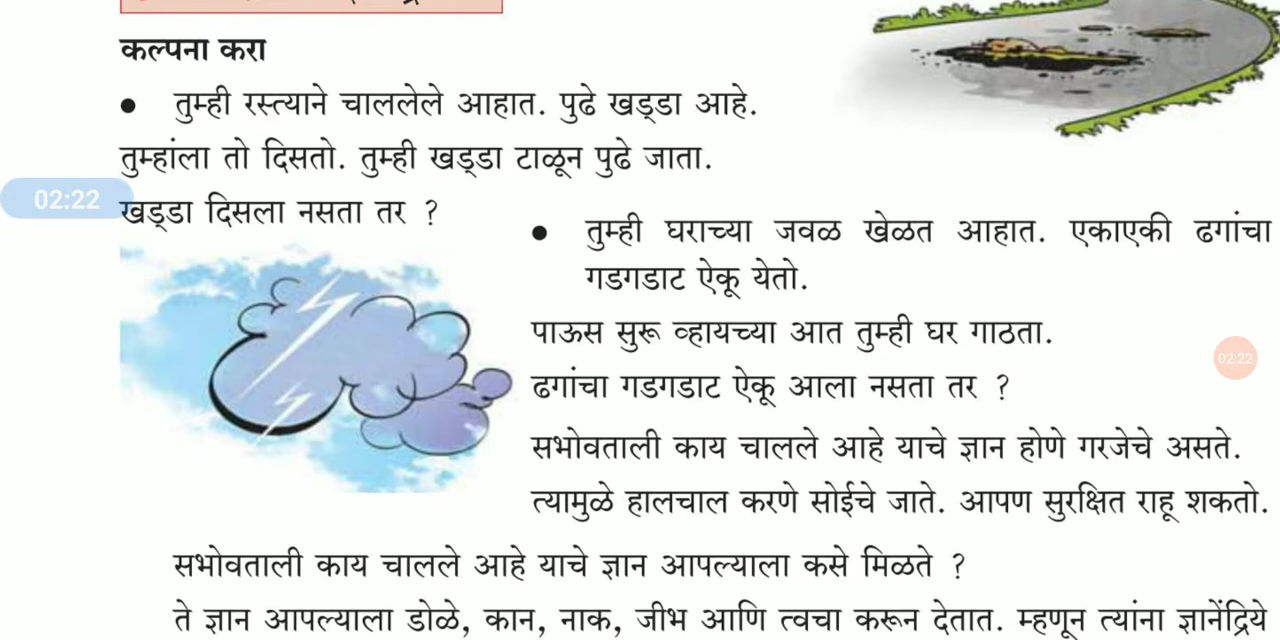 कल्पना करा
● तुम्ही रस्त्याने चाललेले आहात. पुढे खड्डा आहे.
तुम्हांला तो दिसतो. तुम्ही खड्डा टाळून पुढे जाता.
02:22
खड्डा दिसला नसता तर ?
● तुम्ही घराच्या जवळ खेळत आहात. एकाएकी ढगांचा
गडगडाट ऐकू येतो.
पाऊस सुरू व्हायच्या आत तुम्ही घर गाठता.
02:22
ढगांचा गडगडाट ऐकू आला नसता तर ?
सभोवताली काय चालले आहे याचे ज्ञान होणे गरजेचे असते.
त्यामुळे हालचाल करणे सोईचे जाते. आपण सुरक्षित राहू शकतो.
सभोवताली काय चालले आहे याचे ज्ञान आपल्याला कसे मिळते ?
ते ज्ञान आपल्याला डोळे, कान, नाक, जीभ आणि त्वचा करून देतात. म्हणून त्यांना ज्ञानेंद्रिये